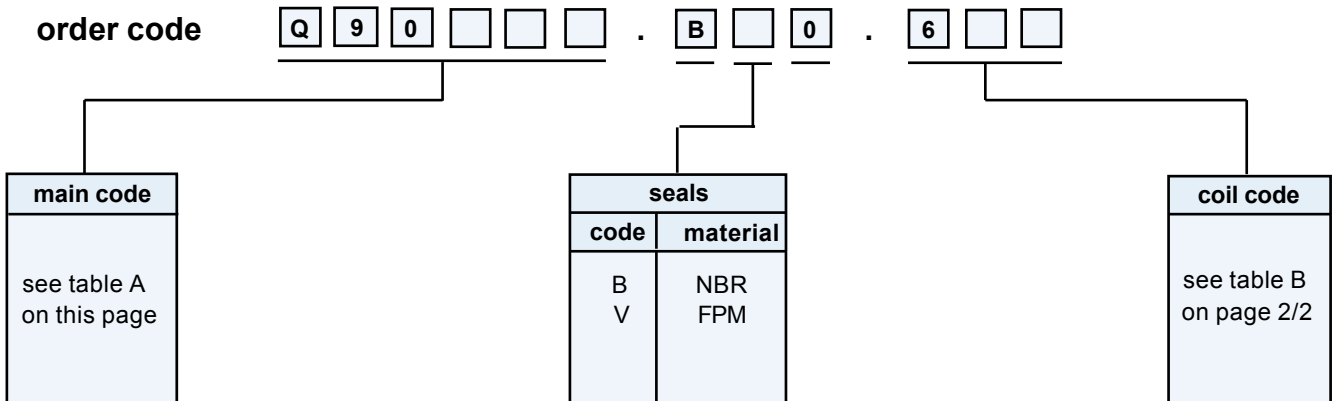 order code Q 9 0 . B 0 . 6
main code
see table A
on this page
seals
code material
B NBR
V FPM
coil code
see table B
on page 2/2